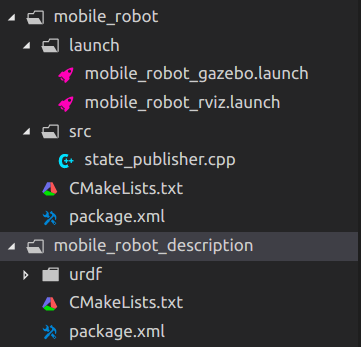 mobile_robot
launch
mobile_robot_gazebo.launch
mobile_robot_rviz.launch
src
state_publisher.cpp
CMakeLists.txt
package.xml
mobile_robot_description
urdf
CMakeLists.txt
package.xml